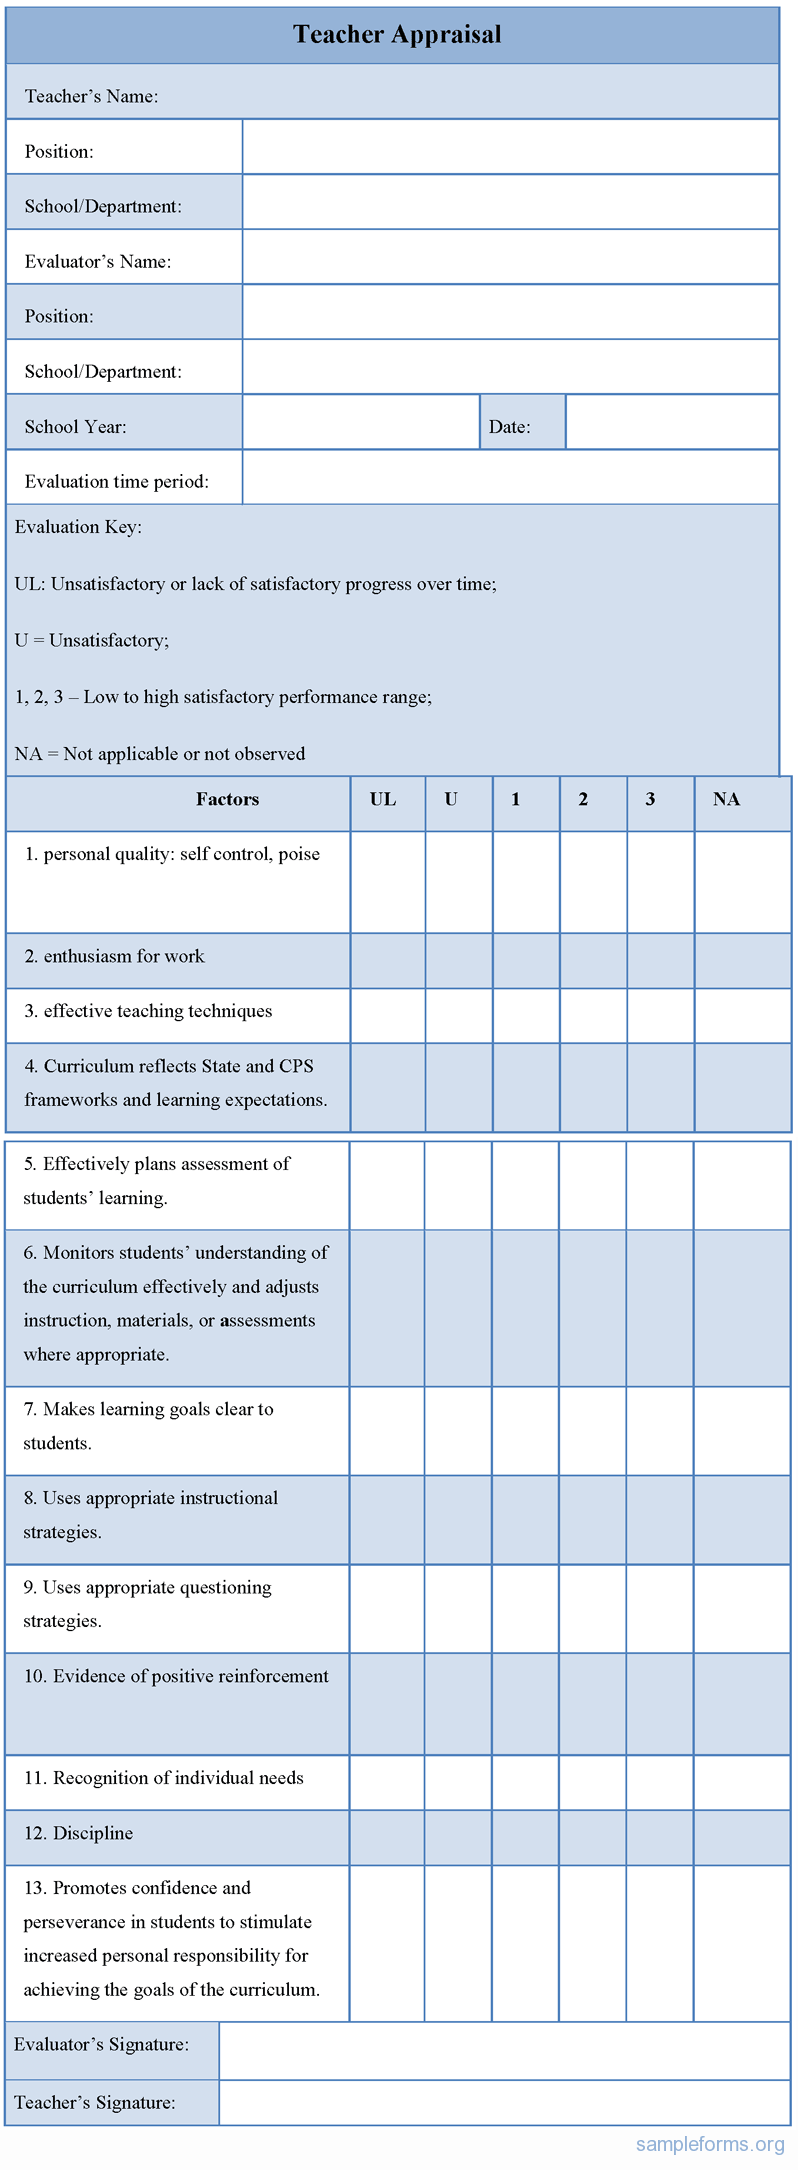 Teacher Appraisal
Teacher’s Name:
Position:
School/Department:
Evaluator’s Name:
Position:
School/Department:
School Year:
Date:
Evaluation time period:
Evaluation Key:
UL: Unsatisfactory or lack of satisfactory progress over time;
U = Unsatisfactory;
1, 2, 3 – Low to high satisfactory performance range;
NA = Not applicable or not observed
Factors UL U 1 2 3 NA
1. personal quality: self control, poise
2. enthusiasm for work
3. effective teaching techniques
4. Curriculum reflects State and CPS
frameworks and learning expectations.
5. Effectively plans assessment of
students’ learning.
6. Monitors students’ understanding of
the curriculum effectively and adjusts
instruction, materials, or assessments
where appropriate.
7. Makes learning goals clear to
students.
8. Uses appropriate instructional
strategies.
9. Uses appropriate questioning
strategies.
10. Evidence of positive reinforcement
11. Recognition of individual needs
12. Discipline
13. Promotes confidence and
perseverance in students to stimulate
increased personal responsibility for
achieving the goals of the curriculum.
Evaluator’s Signature:
Teacher’s Signature:
sampleforms.org